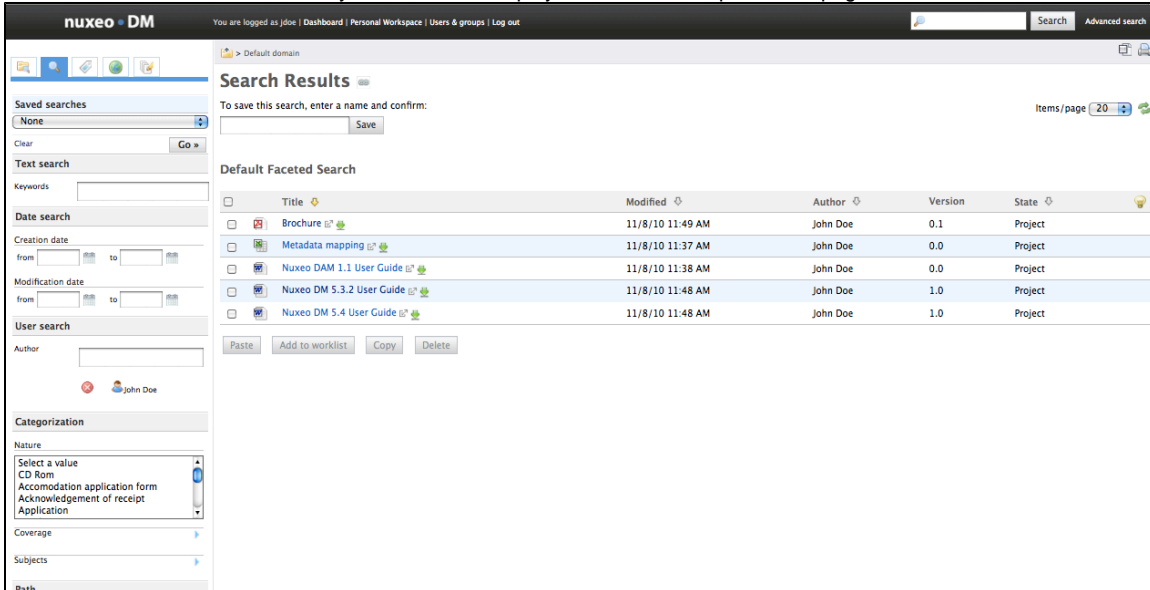 nuxeo DM
You are logged as jdoe | Dashboard | Personal Workspace | Users & groups | Log out
Search
Advanced search
> Default domain
Search Results
To save this search, enter a name and confirm:
Save
Items/page 20
Saved searches
None
Clear
Go »
Text search
Keywords
Date search
Creation date
from to
Modification date
from to
User search
Author
John Doe
Categorization
Nature
Select a value
CD Rom
Accomodation application form
Acknowledgement of receipt
Application
Coverage
Subjects
Path
Default Faceted Search
Title Modified Author Version State
Brochure 11/8/10 11:49 AM John Doe 0.1 Project
Metadata mapping 11/8/10 11:37 AM John Doe 0.0 Project
Nuxeo DAM 1.1 User Guide 11/8/10 11:38 AM John Doe 0.0 Project
Nuxeo DM 5.3.2 User Guide 11/8/10 11:48 AM John Doe 1.0 Project
Nuxeo DM 5.4 User Guide 11/8/10 11:48 AM John Doe 1.0 Project
Paste Add to worklist Copy Delete